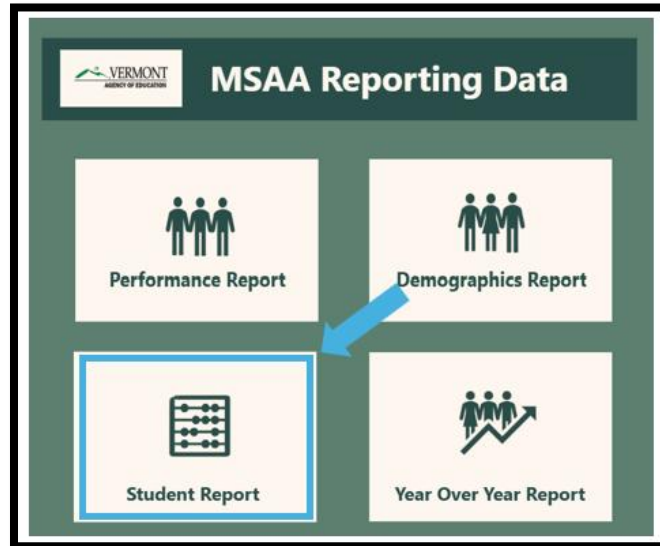 VERMONT
AGENCY OF EDUCATION
MSAA Reporting Data
Performance Report
Demographics Report
Student Report
Year Over Year Report